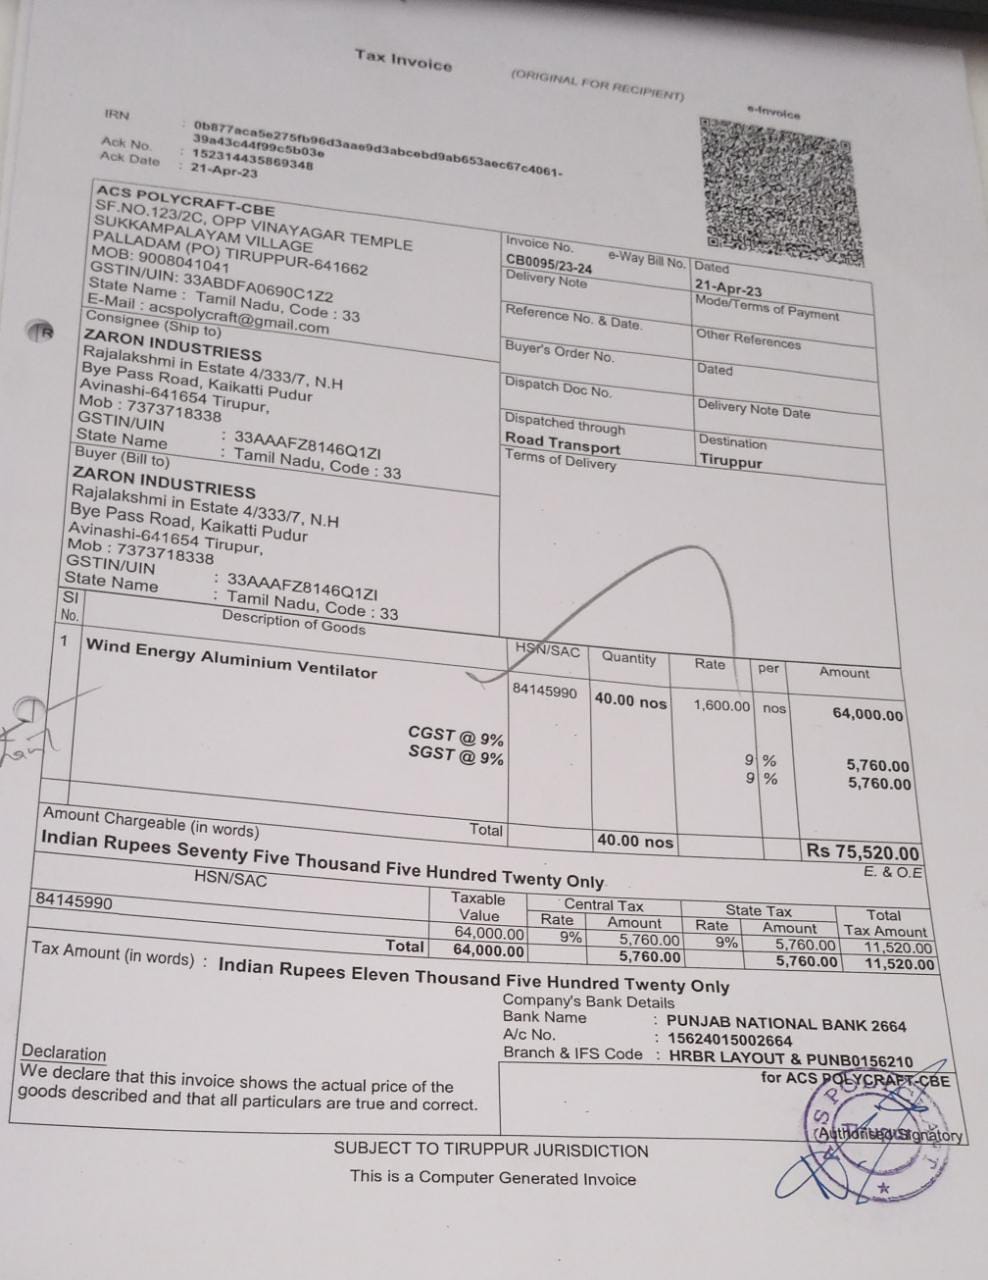 Tax Invoice
(ORIGINAL FOR RECIPIENT)
e-Invoice
IRN : 0b877aca5e275fb96d3aae9d3abcebd9ab653aec67c4061-
39a43c44f99c5b03e
Ack No. : 152314435869348
Ack Date : 21-Apr-23
ACS POLYCRAFT-CBE
SF.NO.123/2C, OPP VINAYAGAR TEMPLE
SUKKAMPALAYAM VILLAGE
PALLADAM (PO) TIRUPPUR-641662
MOB: 9008041041
GSTIN/UIN: 33ABDFA0690C1Z2
State Name : Tamil Nadu, Code : 33
E-Mail : acspolycraft@gmail.com
Invoice No. e-Way Bill No.
CB0095/23-24
Dated
21-Apr-23
Delivery Note
Mode/Terms of Payment
Reference No. & Date.
Other References
Buyer's Order No.
Dated
Dispatch Doc No.
Delivery Note Date
Dispatched through
Road Transport
Destination
Tiruppur
Terms of Delivery
Consignee (Ship to)
ZARON INDUSTRIESS
Rajalakshmi in Estate 4/333/7, N.H
Bye Pass Road, Kaikatti Pudur
Avinashi-641654 Tirupur,
Mob : 7373718338
GSTIN/UIN : 33AAAFZ8146Q1ZI
State Name : Tamil Nadu, Code : 33
Buyer (Bill to)
ZARON INDUSTRIESS
Rajalakshmi in Estate 4/333/7, N.H
Bye Pass Road, Kaikatti Pudur
Avinashi-641654 Tirupur,
Mob : 7373718338
GSTIN/UIN : 33AAAFZ8146Q1ZI
State Name : Tamil Nadu, Code : 33
SI No. Description of Goods HSN/SAC Quantity Rate per Amount
1 Wind Energy Aluminium Ventilator 84145990 40.00 nos 1,600.00 nos 64,000.00
CGST @ 9% 9 % 5,760.00
SGST @ 9% 9 % 5,760.00
Total 40.00 nos Rs 75,520.00
Amount Chargeable (in words) E. & O.E
Indian Rupees Seventy Five Thousand Five Hundred Twenty Only
HSN/SAC Taxable Value Central Tax State Tax Total Tax Amount
Rate Amount Rate Amount
84145990 64,000.00 9% 5,760.00 9% 5,760.00 11,520.00
Total 64,000.00 5,760.00 5,760.00 11,520.00
Tax Amount (in words) : Indian Rupees Eleven Thousand Five Hundred Twenty Only
Company's Bank Details
Bank Name : PUNJAB NATIONAL BANK 2664
A/c No. : 15624015002664
Branch & IFS Code : HRBR LAYOUT & PUNB0156210
Declaration
We declare that this invoice shows the actual price of the
goods described and that all particulars are true and correct.
for ACS POLYCRAFT-CBE
Authorised Signatory
SUBJECT TO TIRUPPUR JURISDICTION
This is a Computer Generated Invoice